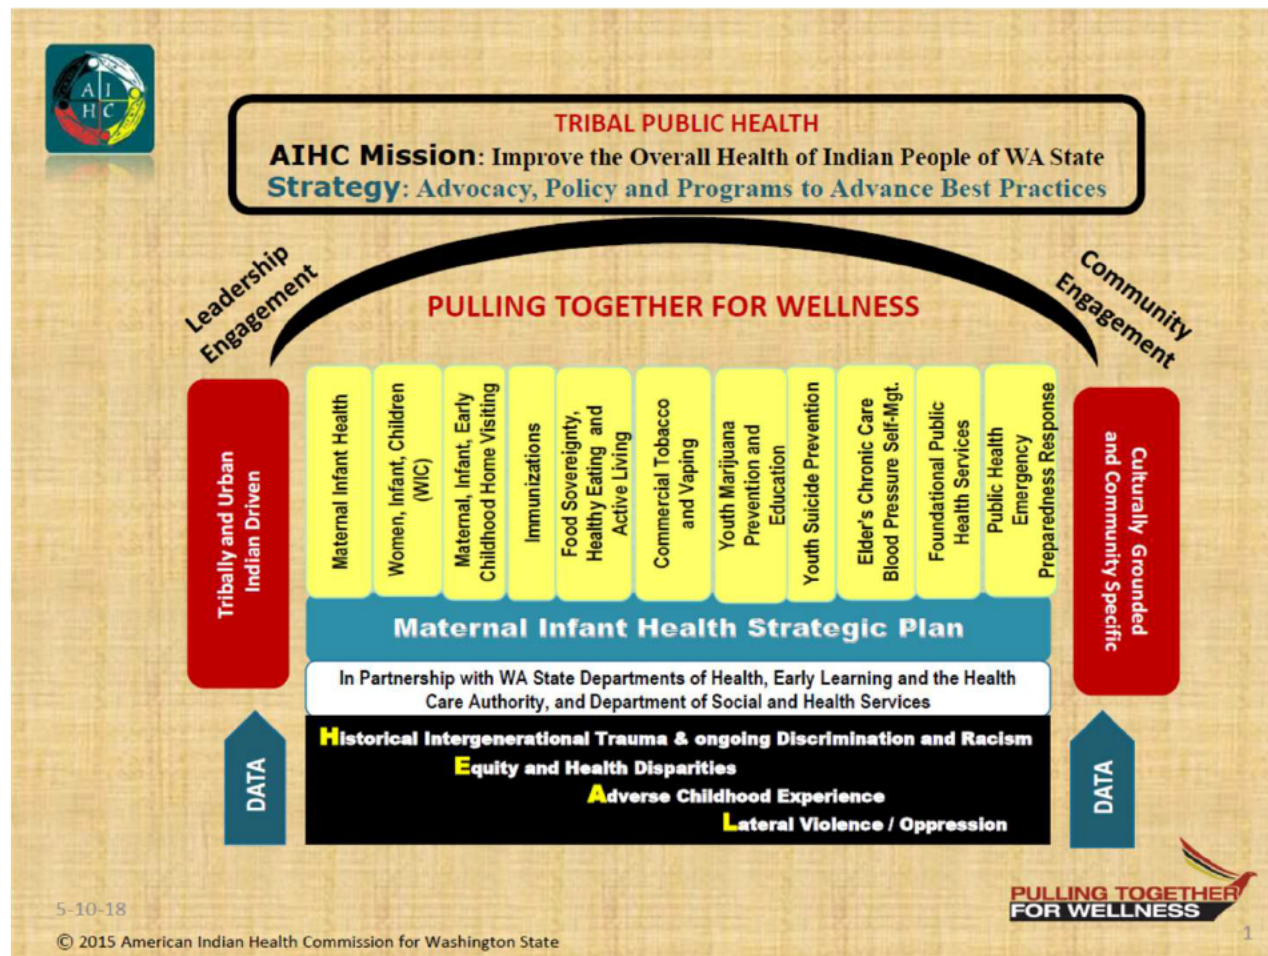 A I
H C
TRIBAL PUBLIC HEALTH
AIHC Mission: Improve the Overall Health of Indian People of WA State
Strategy: Advocacy, Policy and Programs to Advance Best Practices
Leadership
Engagement
Community
Engagement
PULLING TOGETHER FOR WELLNESS
Tribally and Urban
Indian Driven
Maternal Infant Health
Women, Infant, Children
(WIC)
Maternal, Infant, Early
Childhood Home Visiting
Immunizations
Food Sovereignty,
Healthy Eating and
Active Living
Commercial Tobacco
and Vaping
Youth Marijuana
Prevention and
Education
Youth Suicide Prevention
Elder's Chronic Care
Blood Pressure Self-Mgt.
Foundational Public
Health Services
Public Health
Emergency
Preparedness Response
Culturally Grounded
and Community Specific
Maternal Infant Health Strategic Plan
In Partnership with WA State Departments of Health, Early Learning and the Health
Care Authority, and Department of Social and Health Services
DATA
Historical Intergenerational Trauma & ongoing Discrimination and Racism
Equity and Health Disparities
Adverse Childhood Experience
Lateral Violence / Oppression
DATA
PULLING TOGETHER
FOR WELLNESS
5-10-18
© 2015 American Indian Health Commission for Washington State
1